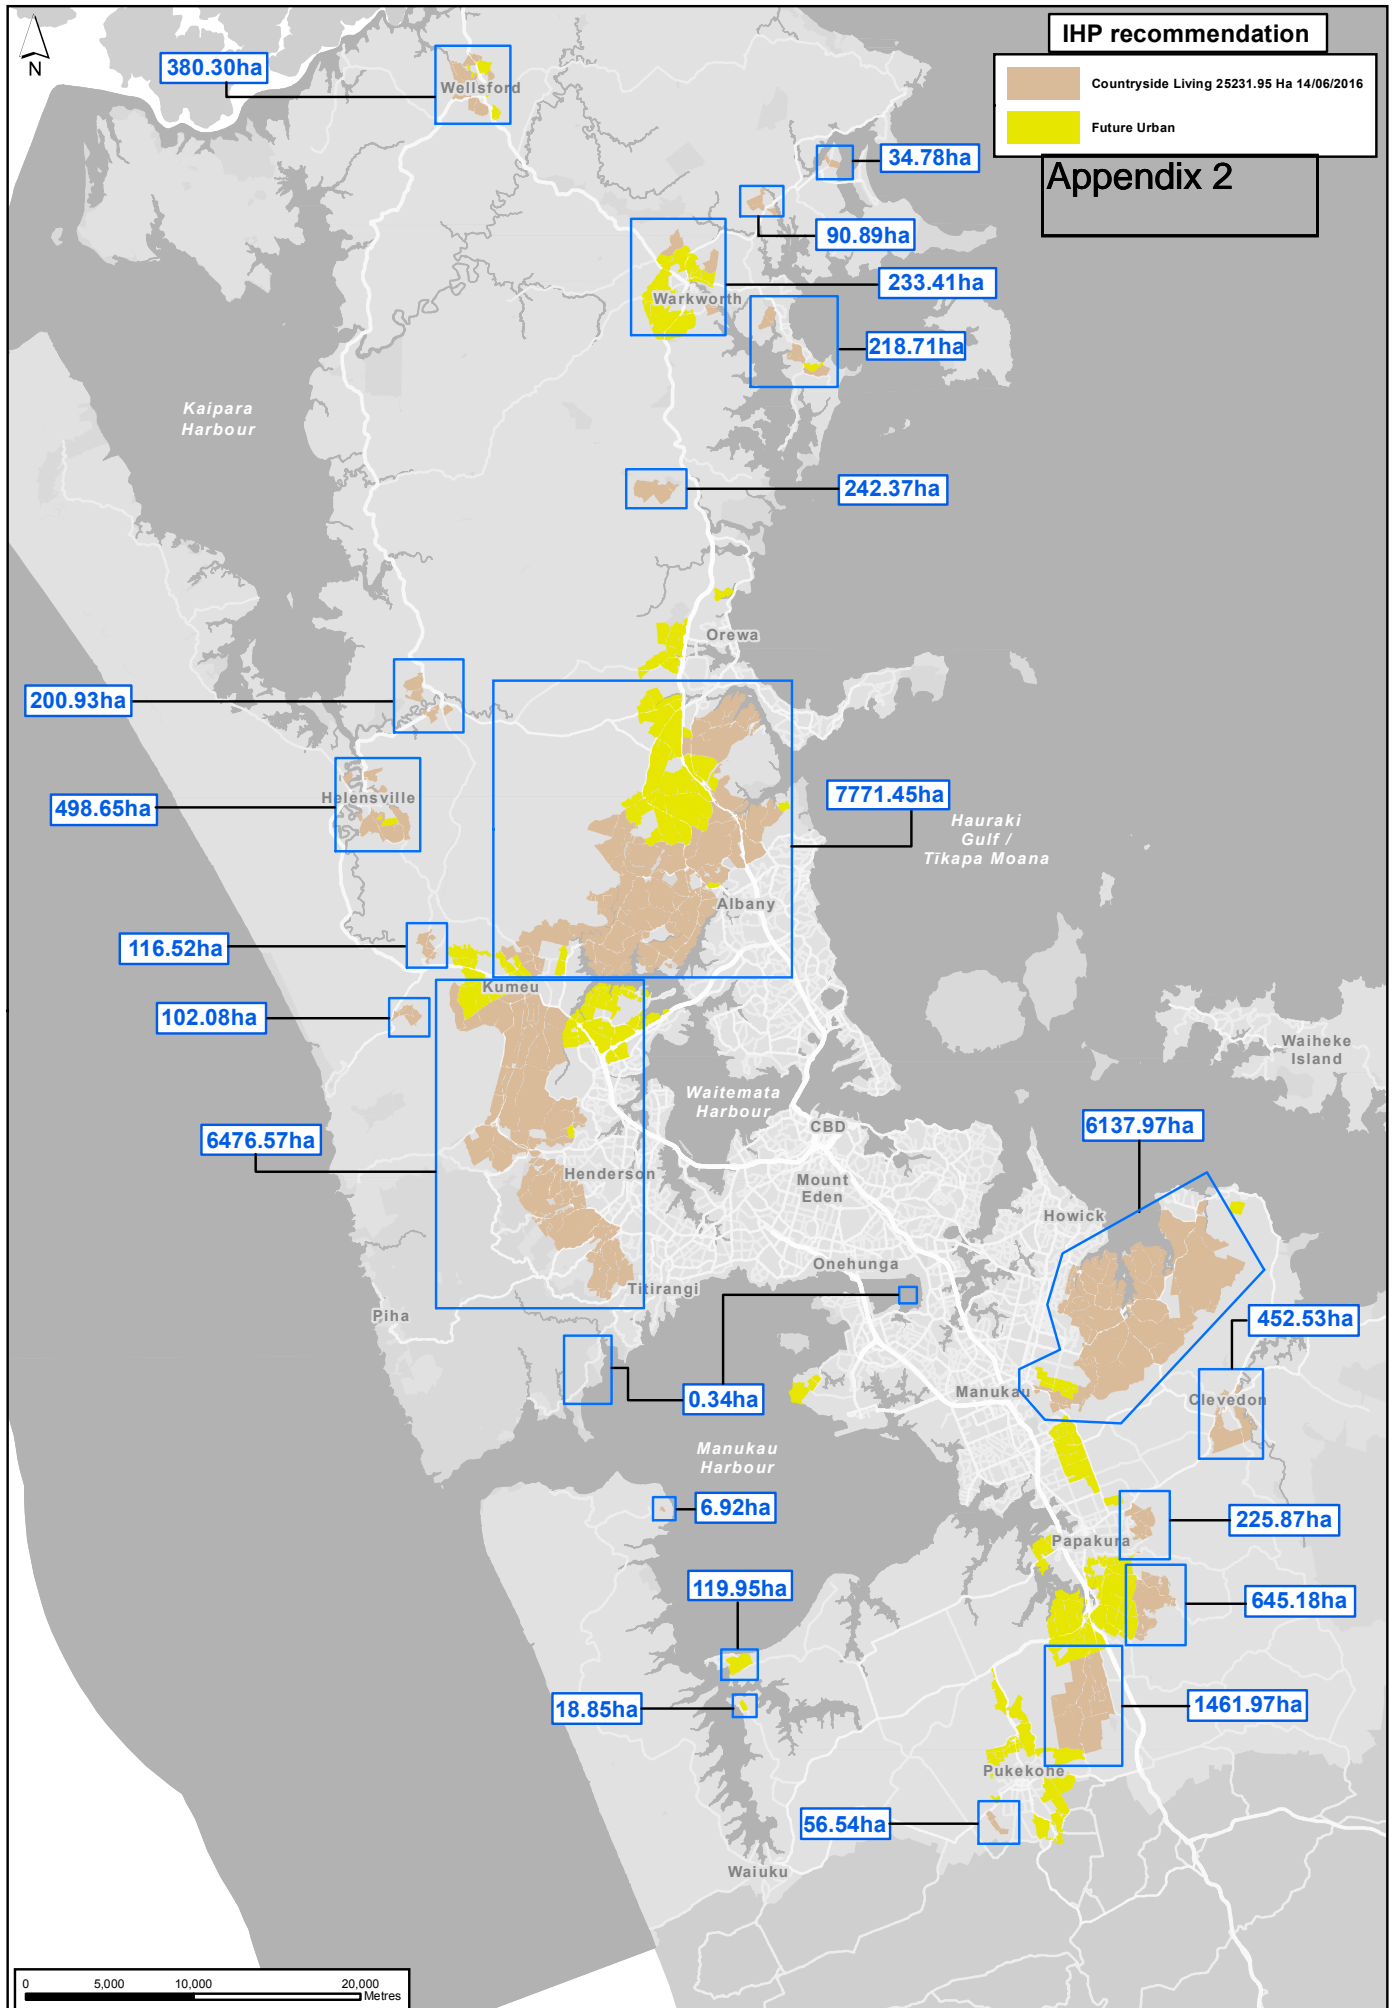 IHP recommendation
Countryside Living 25231.95 Ha 14/06/2016
Future Urban
Appendix 2
N
380.30ha
Wellsford
34.78ha
90.89ha
233.41ha
Warkworth
218.71ha
Kaipara
Harbour
242.37ha
Orewa
200.93ha
Helensville
498.65ha
7771.45ha
Hauraki
Gulf /
Tikapa Moana
Albany
116.52ha
Kumeu
102.08ha
Waiheke
Island
Waitemata
Harbour
CBD
6137.97ha
6476.57ha
Henderson
Mount
Eden
Howick
Onehunga
Titirangi
Piha
452.53ha
0.34ha
Manukau
Clevedon
Manukau
Harbour
6.92ha
225.87ha
Papakura
119.95ha
645.18ha
18.85ha
1461.97ha
Pukekohe
56.54ha
Waiuku
0 5,000 10,000 20,000
Metres